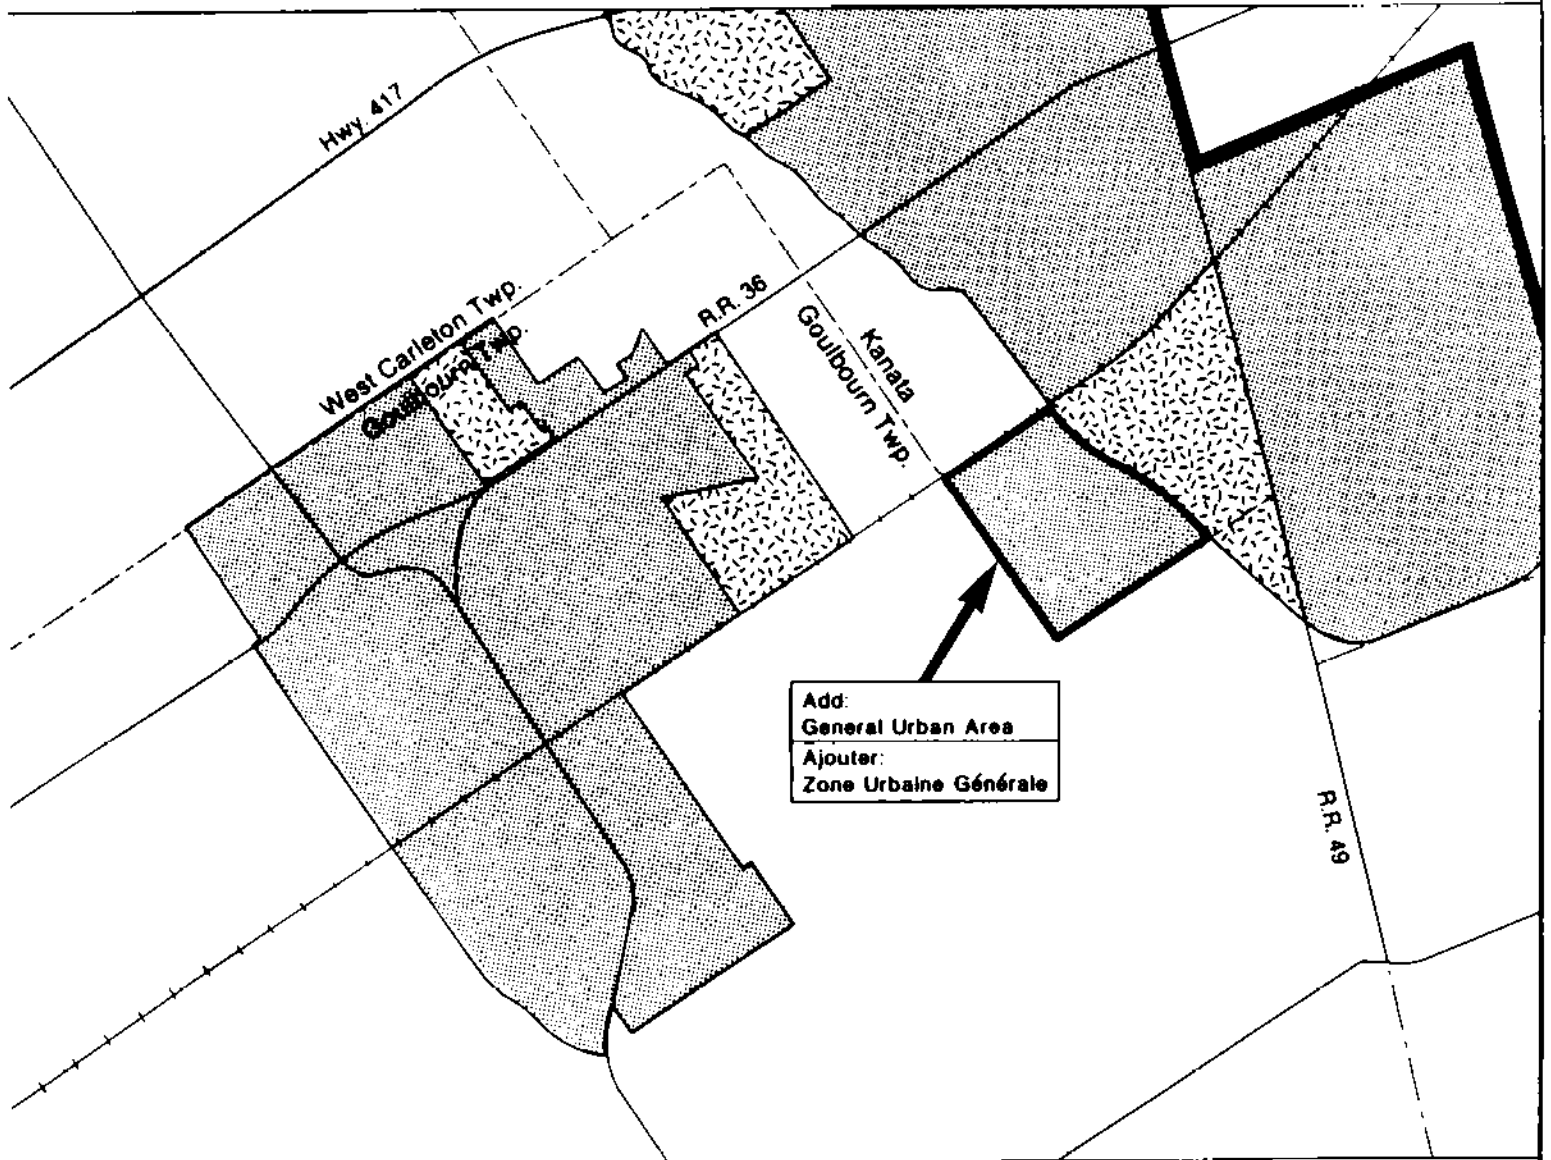 Hwy. 417
West Carleton Twp.
Goulbourn Twp.
R.R. 36
Kanata
Goulbourn Twp.
Add:
General Urban Area
Ajouter:
Zone Urbaine Générale
R.R. 49